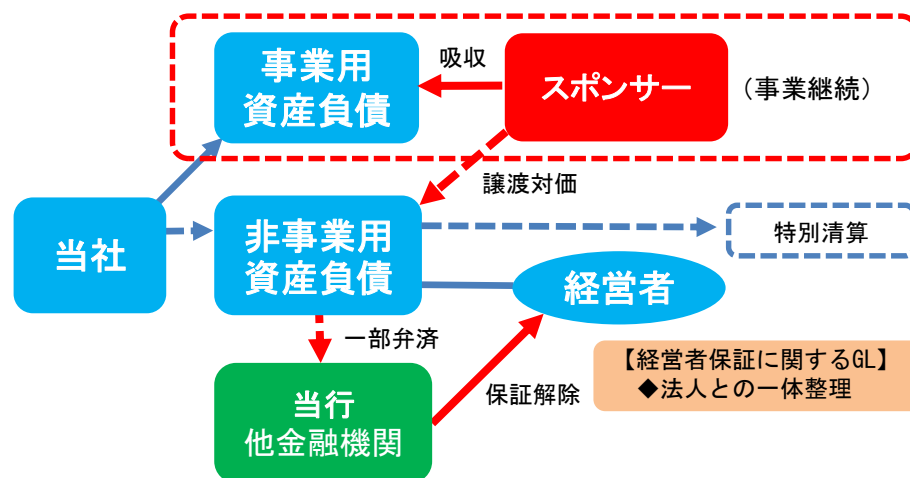 事業用
資産負債
吸収
スポンサー
（事業継続）
譲渡対価
当社
非事業用
資産負債
特別清算
経営者
一部弁済
当行
他金融機関
保証解除
【経営者保証に関するGL】
◆法人との一体整理